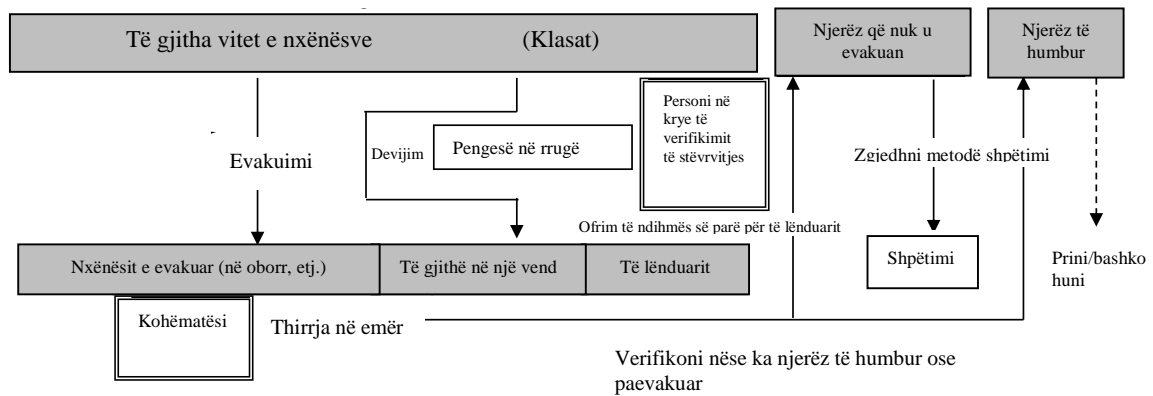 Të gjitha vitet e nxënësve (Klasat)
Njerëz që nuk u
evakuan
Njerëz të
humbur
Personi në
krye të
verifikimit
të stëvrvitjes
Evakuimi
Devijim
Pengesë në rrugë
Zgjedhni metodë shpëtimi
Ofrim të ndihmës së parë për të lënduarit
Nxënësit e evakuar (në oborr, etj.)
Të gjithë në një vend
Të lënduarit
Shpëtimi
Prini/bashko
huni
Kohëmatësi
Thirrja në emër
Verifikoni nëse ka njerëz të humbur ose
paevakuar